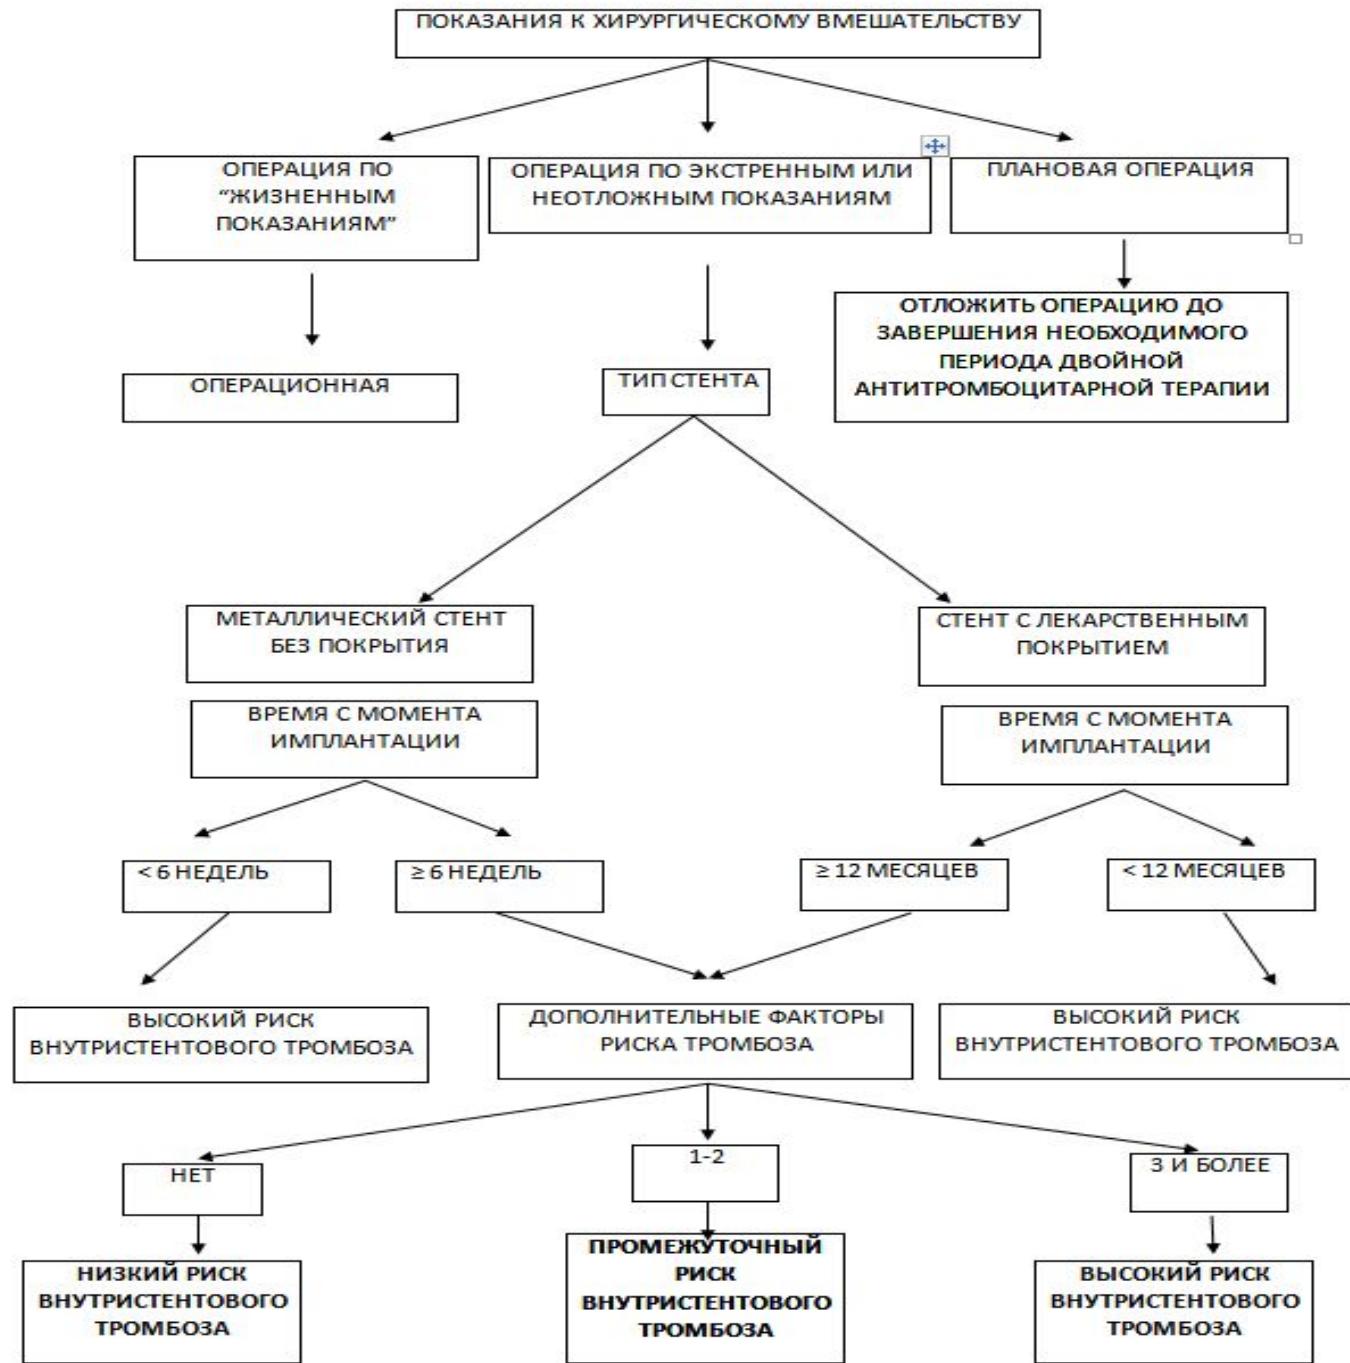 ПОКАЗАНИЯ К ХИРУРГИЧЕСКОМУ ВМЕШАТЕЛЬСТВУ
ОПЕРАЦИЯ ПО
“ЖИЗНЕННЫМ
ПОКАЗАНИЯМ”
ОПЕРАЦИЯ ПО ЭКСТРЕННЫМ ИЛИ
НЕОТЛОЖНЫМ ПОКАЗАНИЯМ
ПЛАНОВАЯ ОПЕРАЦИЯ
ОПЕРАЦИОННАЯ
ТИП СТЕНТА
ОТЛОЖИТЬ ОПЕРАЦИЮ ДО
ЗАВЕРШЕНИЯ НЕОБХОДИМОГО
ПЕРИОДА ДВОЙНОЙ
АНТИТРОМБОЦИТАРНОЙ ТЕРАПИИ
МЕТАЛЛИЧЕСКИЙ СТЕНТ
БЕЗ ПОКРЫТИЯ
СТЕНТ С ЛЕКАРСТВЕННЫМ
ПОКРЫТИЕМ
ВРЕМЯ С МОМЕНТА
ИМПЛАНТАЦИИ
ВРЕМЯ С МОМЕНТА
ИМПЛАНТАЦИИ
< 6 НЕДЕЛЬ
≥ 6 НЕДЕЛЬ
≥ 12 МЕСЯЦЕВ
< 12 МЕСЯЦЕВ
ВЫСОКИЙ РИСК
ВНУТРИСТЕНТОВОГО ТРОМБОЗА
ДОПОЛНИТЕЛЬНЫЕ ФАКТОРЫ
РИСКА ТРОМБОЗА
ВЫСОКИЙ РИСК
ВНУТРИСТЕНТОВОГО ТРОМБОЗА
НЕТ
1-2
3 И БОЛЕЕ
НИЗКИЙ РИСК
ВНУТРИСТЕНТОВОГО
ТРОМБОЗА
ПРОМЕЖУТОЧНЫЙ
РИСК
ВНУТРИСТЕНТОВОГО
ТРОМБОЗА
ВЫСОКИЙ РИСК
ВНУТРИСТЕНТОВОГО
ТРОМБОЗА